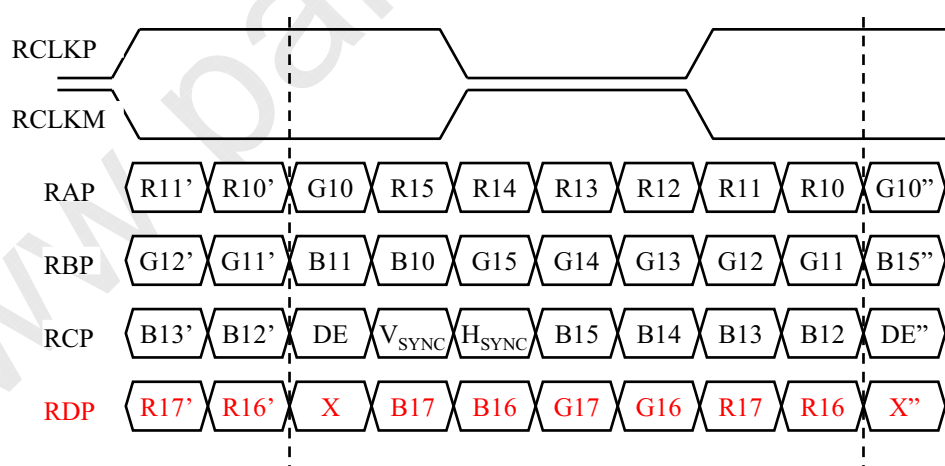 RCLKP
RCLKM
RAP R11’ R10’ G10 R15 R14 R13 R12 R11 R10 G10”
RBP G12’ G11’ B11 B10 G15 G14 G13 G12 G11 B15”
RCP B13’ B12’ DE VSYNC HSYNC B15 B14 B13 B12 DE”
RDP R17’ R16’ X B17 B16 G17 G16 R17 R16 X”